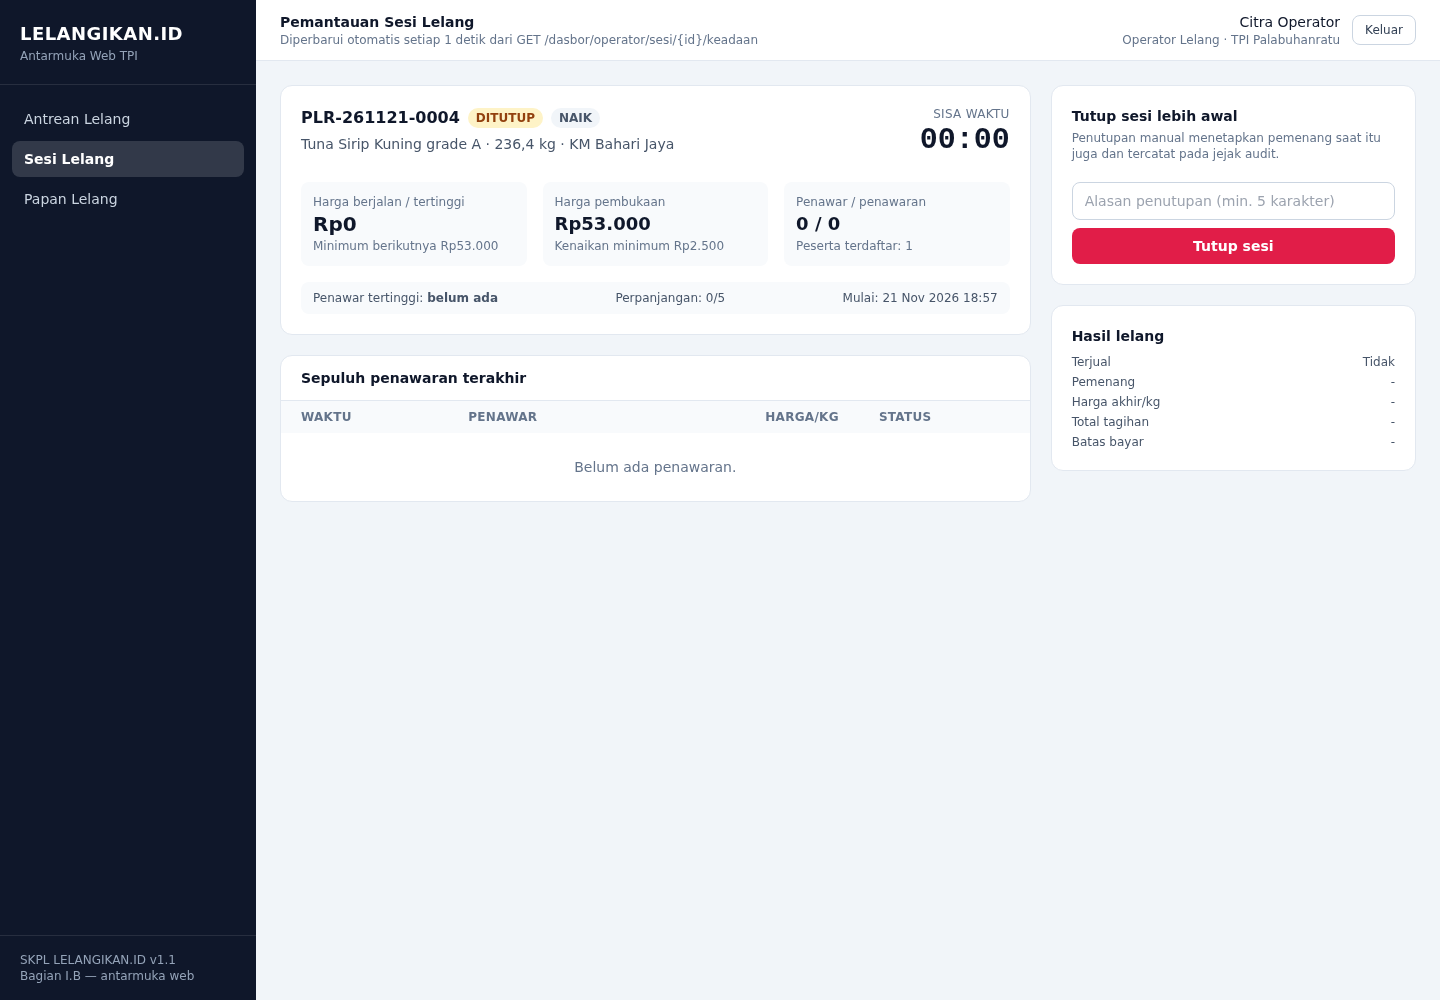 LELANGIKAN.ID
Antarmuka Web TPI
Antrean Lelang
Sesi Lelang
Papan Lelang
SKPL LELANGIKAN.ID v1.1
Bagian I.B — antarmuka web
Pemantauan Sesi Lelang
Diperbarui otomatis setiap 1 detik dari GET /dasbor/operator/sesi/{id}/keadaan
Citra Operator
Operator Lelang · TPI Palabuhanratu
Keluar
PLR-261121-0004 DITUTUP NAIK
Tuna Sirip Kuning grade A · 236,4 kg · KM Bahari Jaya
SISA WAKTU
00:00
Harga berjalan / tertinggi
Rp0
Minimum berikutnya Rp53.000
Harga pembukaan
Rp53.000
Kenaikan minimum Rp2.500
Penawar / penawaran
0 / 0
Peserta terdaftar: 1
Penawar tertinggi: belum ada Perpanjangan: 0/5 Mulai: 21 Nov 2026 18:57
Sepuluh penawaran terakhir
WAKTU PENAWAR HARGA/KG STATUS
Belum ada penawaran.
Tutup sesi lebih awal
Penutupan manual menetapkan pemenang saat itu
juga dan tercatat pada jejak audit.
Alasan penutupan (min. 5 karakter)
Tutup sesi
Hasil lelang
Terjual Tidak
Pemenang -
Harga akhir/kg -
Total tagihan -
Batas bayar -